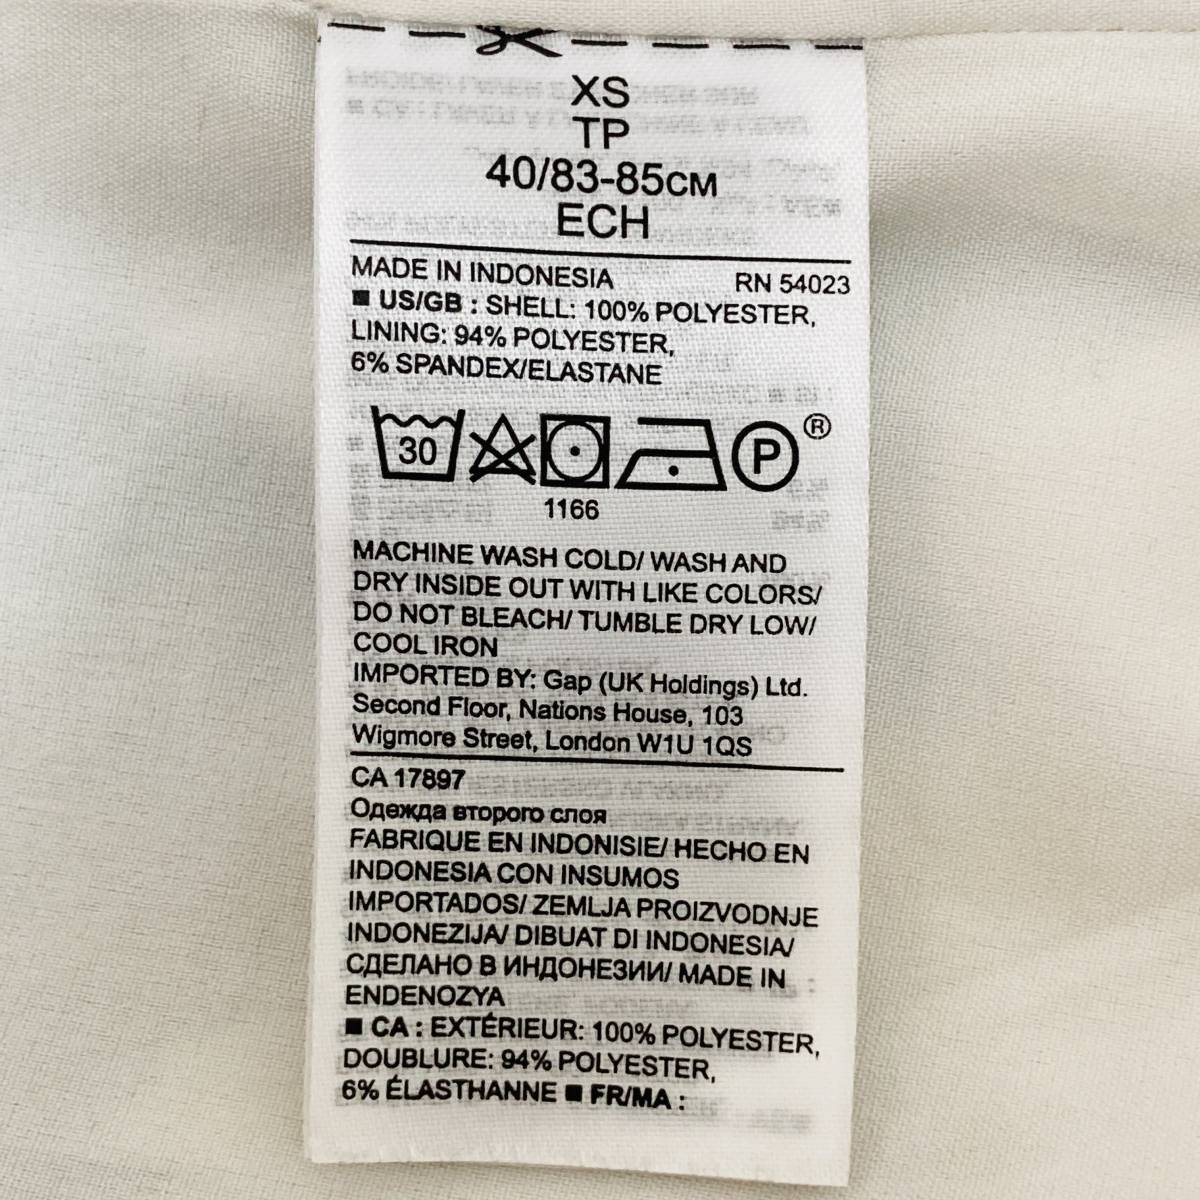 XS
TP
40/83-85CM
ECH
MADE IN INDONESIA RN 54023
■ US/GB : SHELL: 100% POLYESTER,
LINING: 94% POLYESTER,
6% SPANDEX/ELASTANE
30 P ®
1166
MACHINE WASH COLD/ WASH AND
DRY INSIDE OUT WITH LIKE COLORS/
DO NOT BLEACH/ TUMBLE DRY LOW/
COOL IRON
IMPORTED BY: Gap (UK Holdings) Ltd.
Second Floor, Nations House, 103
Wigmore Street, London W1U 1QS
CA 17897
Одежда второго слоя
FABRIQUE EN INDONISIE/ HECHO EN
INDONESIA CON INSUMOS
IMPORTADOS/ ZEMLJA PROIZVODNJE
INDONEZIJA/ DIBUAT DI INDONESIA/
СДЕЛАНО В ИНДОНЕЗИИ/ MADE IN
ENDENOZYA
■ CA : EXTÉRIEUR: 100% POLYESTER,
DOUBLURE: 94% POLYESTER,
6% ÉLASTHANNE ■ FR/MA :